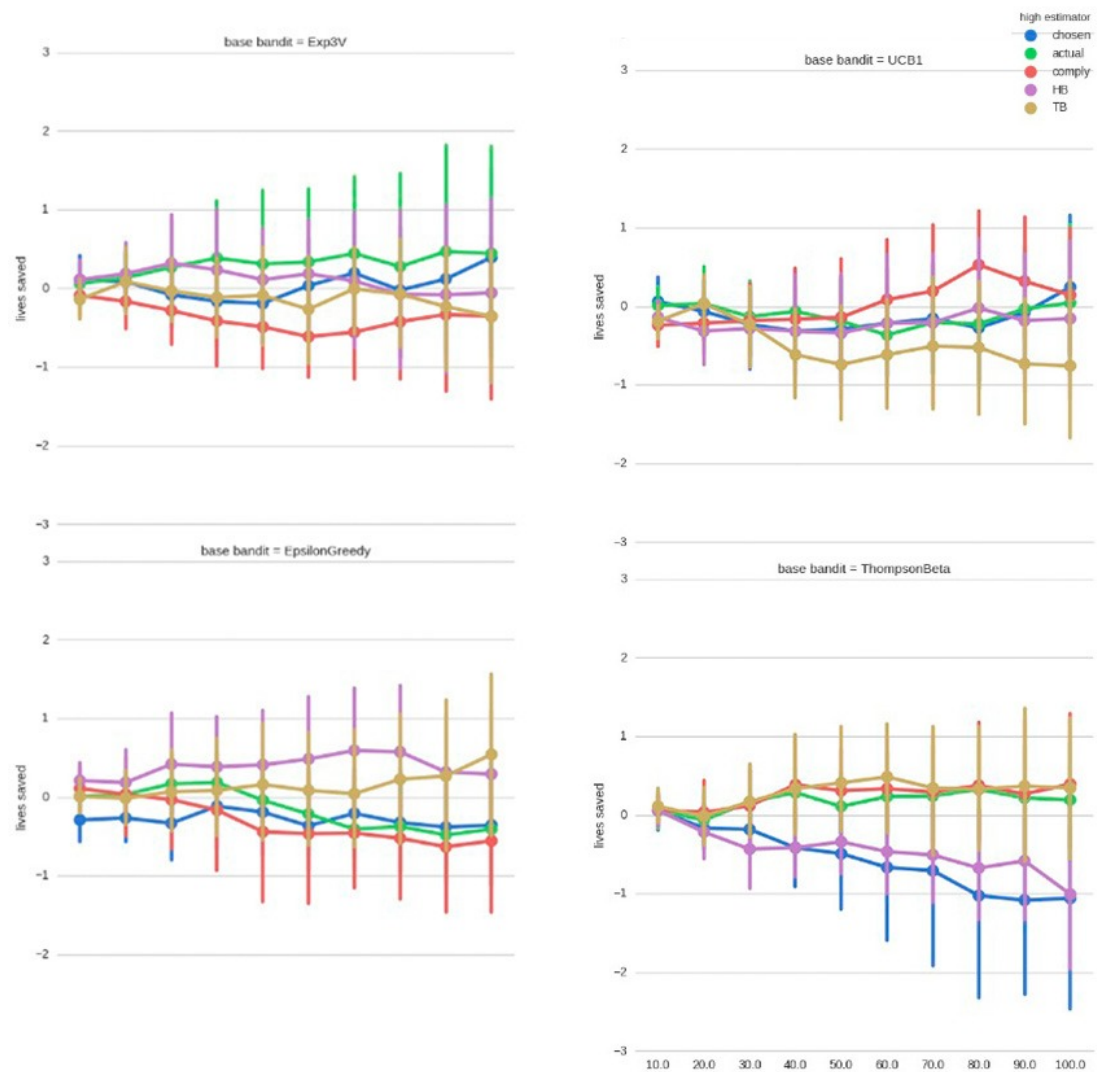 base bandit = Exp3V
3
2
1
0
−1
−2
−3
lives saved
high estimator
chosen
actual
comply
HB
TB
base bandit = UCB1
3
2
1
0
−1
−2
−3
lives saved
base bandit = EpsilonGreedy
3
2
1
0
−1
−2
lives saved
base bandit = ThompsonBeta
3
2
1
0
−1
−2
−3
lives saved
10.0 20.0 30.0 40.0 50.0 60.0 70.0 80.0 90.0 100.0